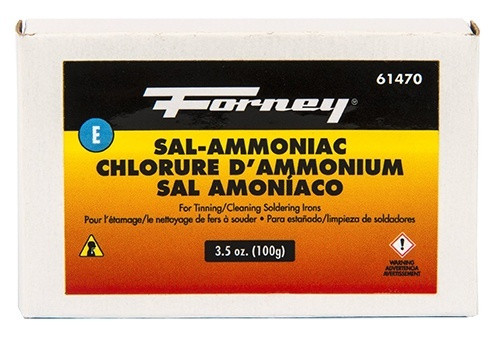 61470
Forney®
E
SAL-AMMONIAC
CHLORURE D'AMMONIUM
SAL AMONÍACO
For Tinning/Cleaning Soldering Irons
Pour l'étamage/le nettoyage de fers à souder • Para estañado/limpieza de soldadores
3.5 oz. (100g)
WARNING
ADVERTENCIA
AVERTISSEMENT